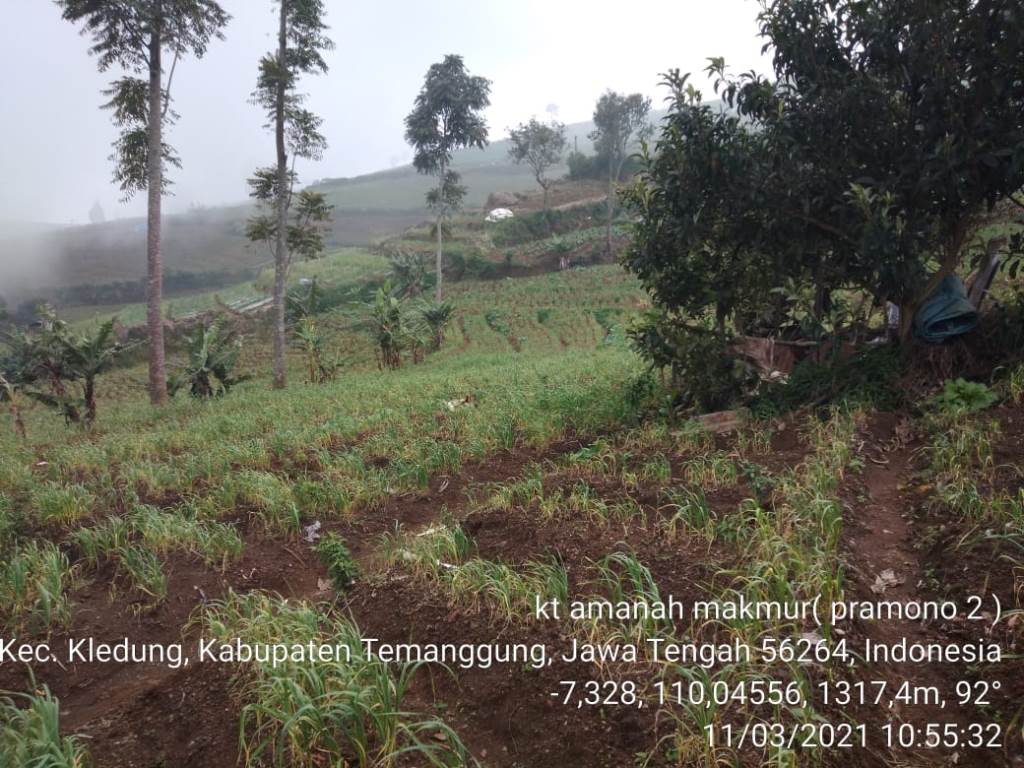 kt amanah makmur( pramono 2 )
Kec. Kledung, Kabupaten Temanggung, Jawa Tengah 56264, Indonesia
-7,328, 110,04556, 1317,4m, 92°
11/03/2021 10:55:32